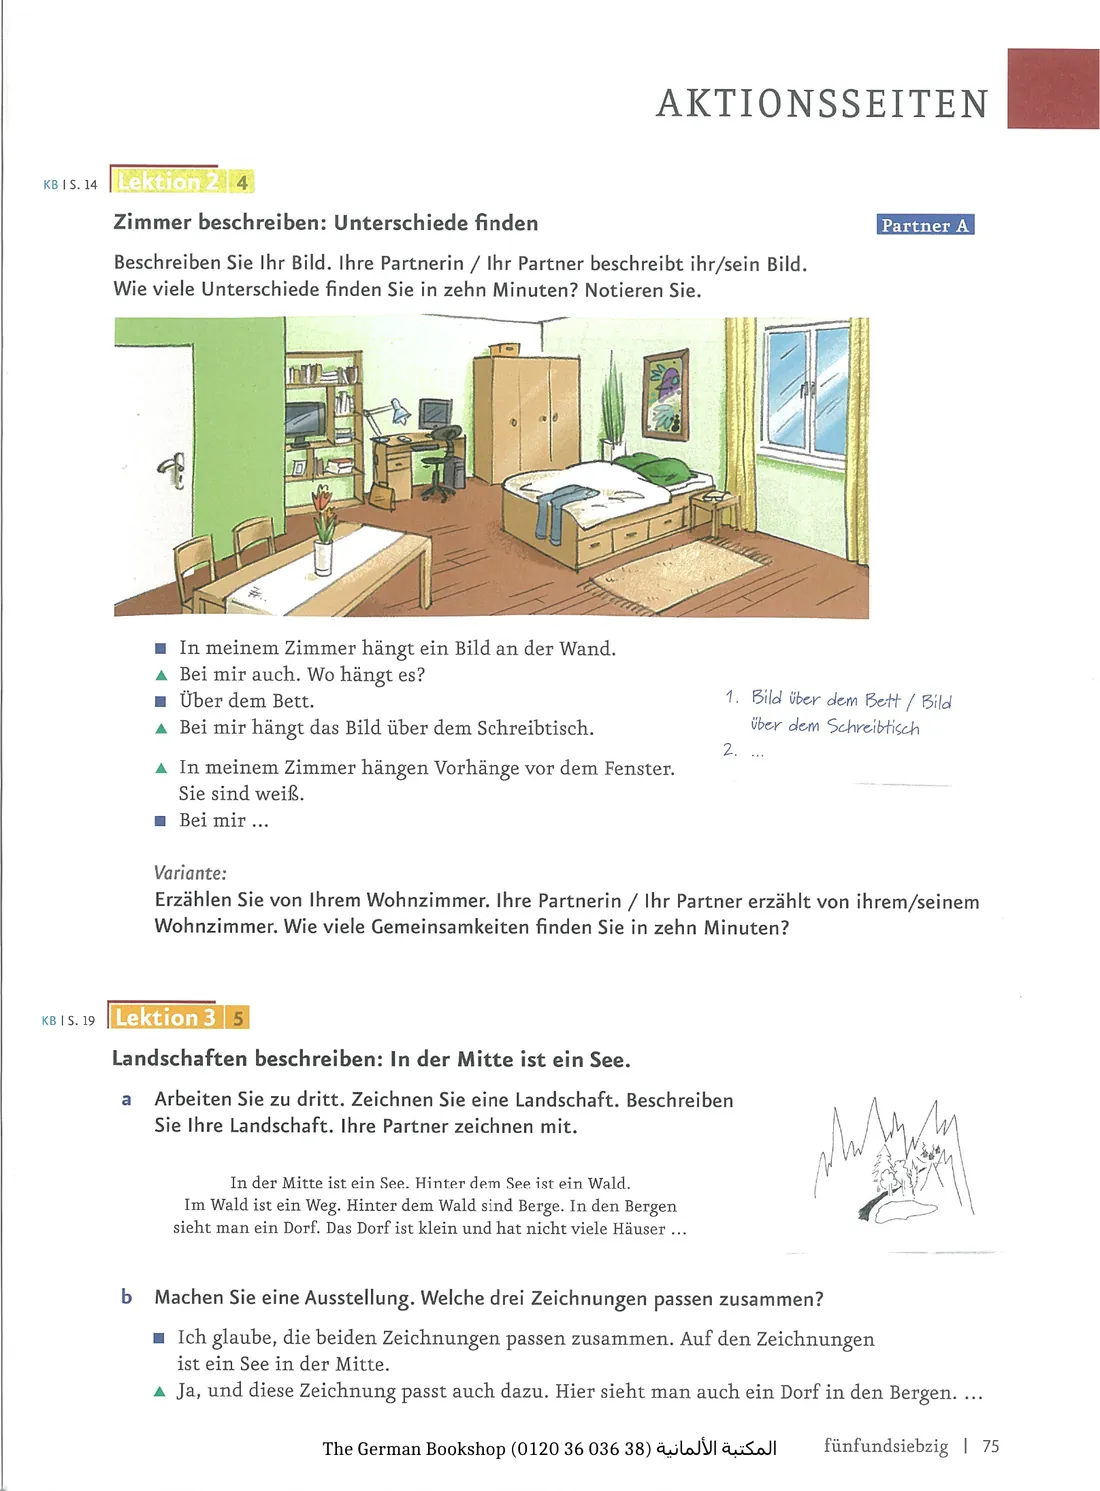 AKTIONSSEITEN
KB | S. 14 Lektion 2 4
Zimmer beschreiben: Unterschiede finden
Partner A
Beschreiben Sie Ihr Bild. Ihre Partnerin / Ihr Partner beschreibt ihr/sein Bild.
Wie viele Unterschiede finden Sie in zehn Minuten? Notieren Sie.
■ In meinem Zimmer hängt ein Bild an der Wand.
▲ Bei mir auch. Wo hängt es?
■ Über dem Bett.
▲ Bei mir hängt das Bild über dem Schreibtisch.
▲ In meinem Zimmer hängen Vorhänge vor dem Fenster.
Sie sind weiß.
■ Bei mir ...
1. Bild über dem Bett / Bild
über dem Schreibtisch
2. ...
Variante:
Erzählen Sie von Ihrem Wohnzimmer. Ihre Partnerin / Ihr Partner erzählt von ihrem/seinem
Wohnzimmer. Wie viele Gemeinsamkeiten finden Sie in zehn Minuten?
KB | S. 19 Lektion 3 5
Landschaften beschreiben: In der Mitte ist ein See.
a Arbeiten Sie zu dritt. Zeichnen Sie eine Landschaft. Beschreiben
Sie Ihre Landschaft. Ihre Partner zeichnen mit.
In der Mitte ist ein See. Hinter dem See ist ein Wald.
Im Wald ist ein Weg. Hinter dem Wald sind Berge. In den Bergen
sieht man ein Dorf. Das Dorf ist klein und hat nicht viele Häuser ...
b Machen Sie eine Ausstellung. Welche drei Zeichnungen passen zusammen?
■ Ich glaube, die beiden Zeichnungen passen zusammen. Auf den Zeichnungen
ist ein See in der Mitte.
▲ Ja, und diese Zeichnung passt auch dazu. Hier sieht man auch ein Dorf in den Bergen. ...
The German Bookshop (0120 36 036 38) المكتبة الألمانية
fünfundsiebzig | 75